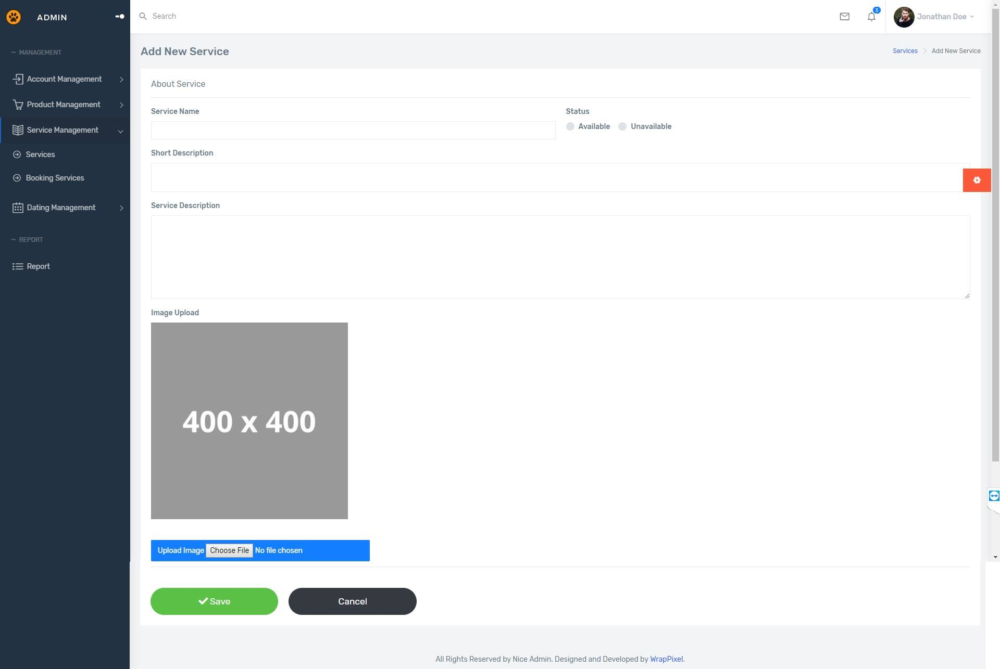 ADMIN
Search
3
Jonathan Doe
MANAGEMENT
Account Management
Product Management
Service Management
Services
Booking Services
Dating Management
REPORT
Report
Add New Service
Services
Add New Service
About Service
Service Name
Status
Available
Unavailable
Short Description
Service Description
Image Upload
400 x 400
Upload Image Choose File No file chosen
Save
Cancel
All Rights Reserved by Nice Admin. Designed and Developed by WrapPixel.